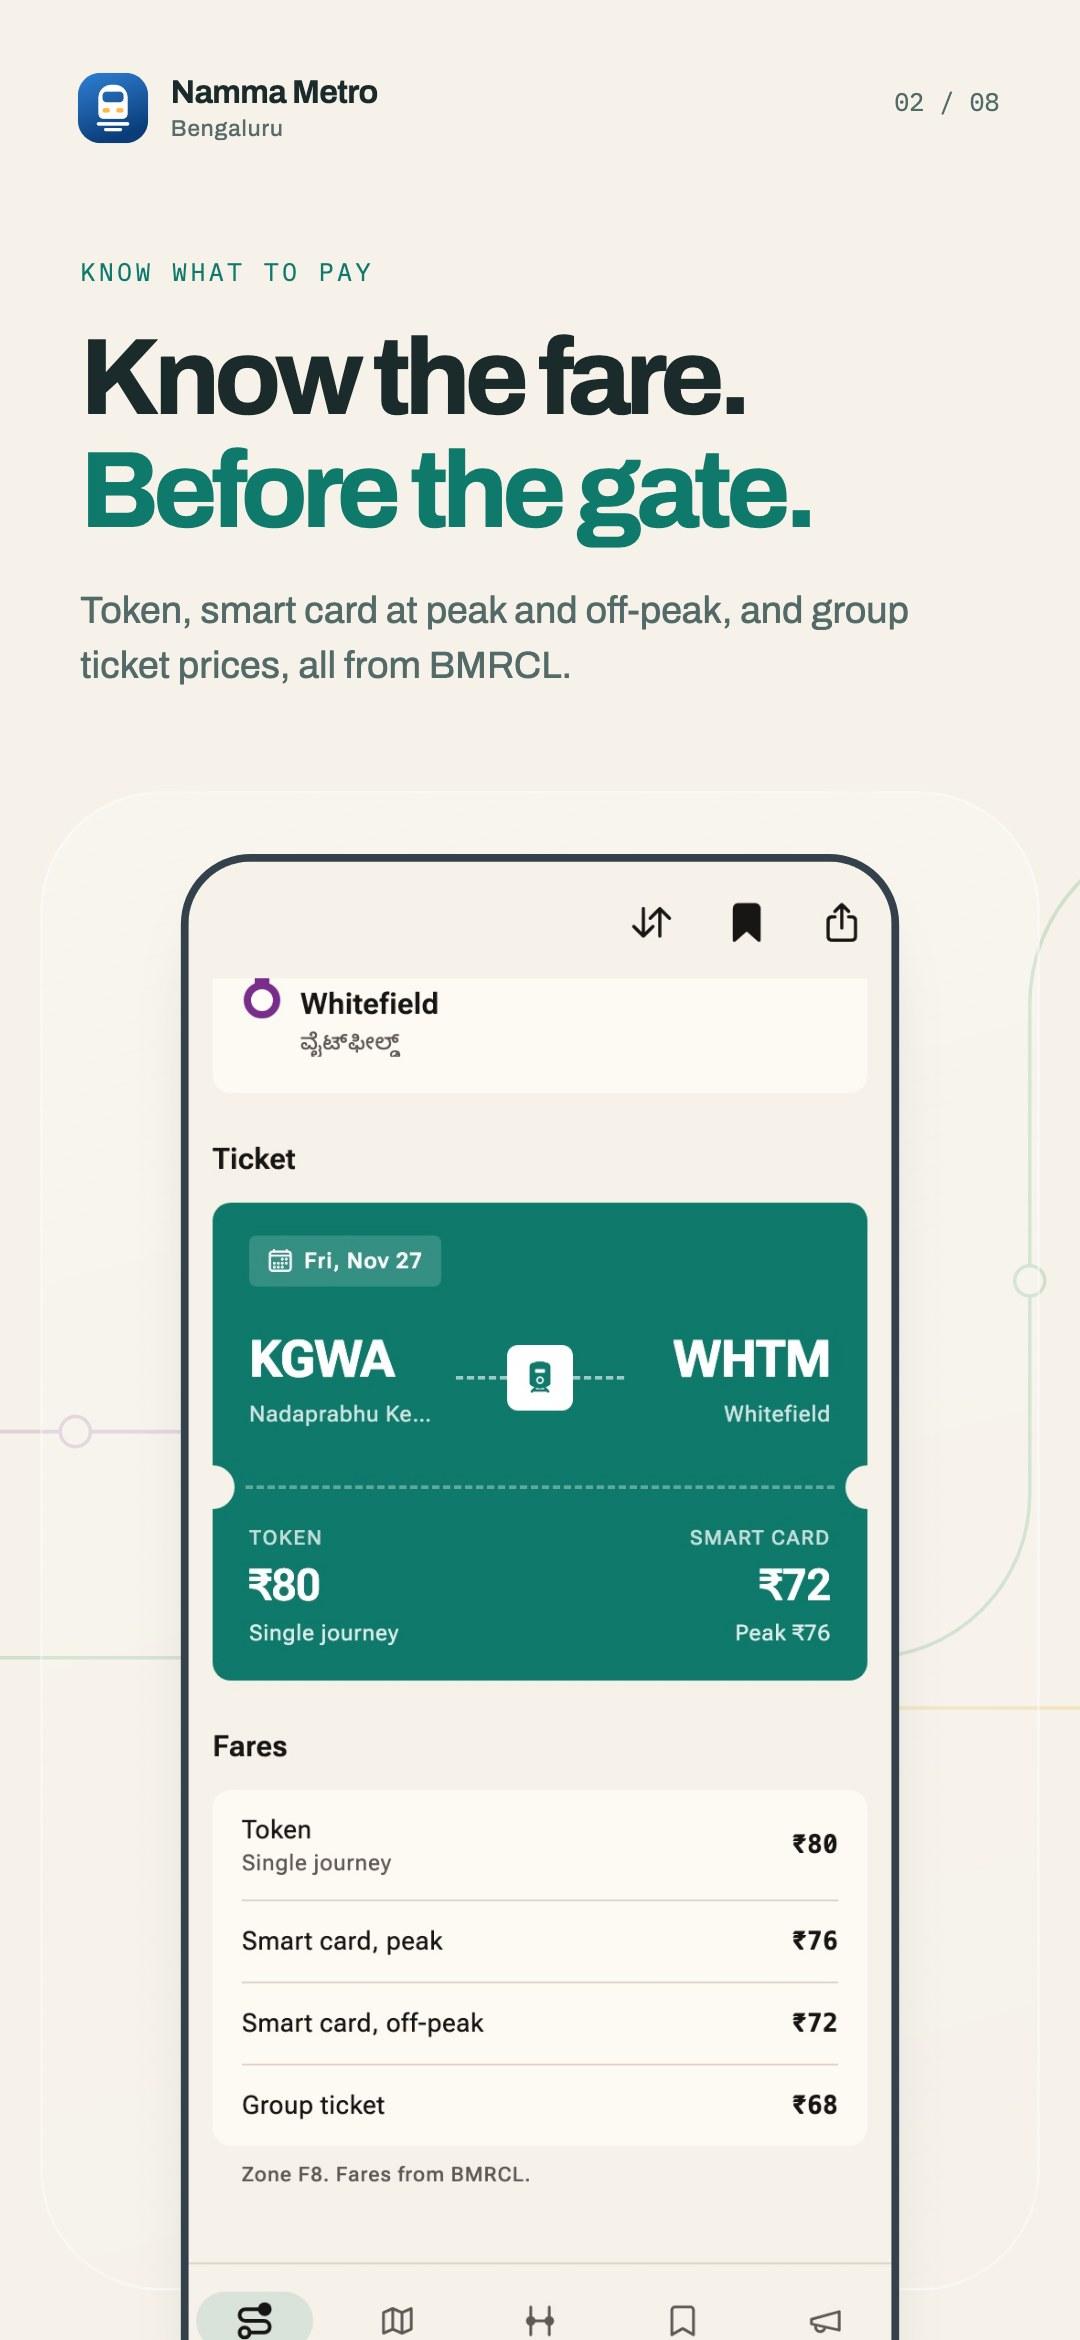 Namma Metro
Bengaluru
02 / 08
KNOW WHAT TO PAY
Know the fare.
Before the gate.
Token, smart card at peak and off-peak, and group
ticket prices, all from BMRCL.
Whitefield
ವೈಟ್‌ಫೀಲ್ಡ್
Ticket
Fri, Nov 27
KGWA
WHTM
Nadaprabhu Ke...
Whitefield
TOKEN
SMART CARD
₹80
₹72
Single journey
Peak ₹76
Fares
Token
Single journey
₹80
Smart card, peak
₹76
Smart card, off-peak
₹72
Group ticket
₹68
Zone F8. Fares from BMRCL.